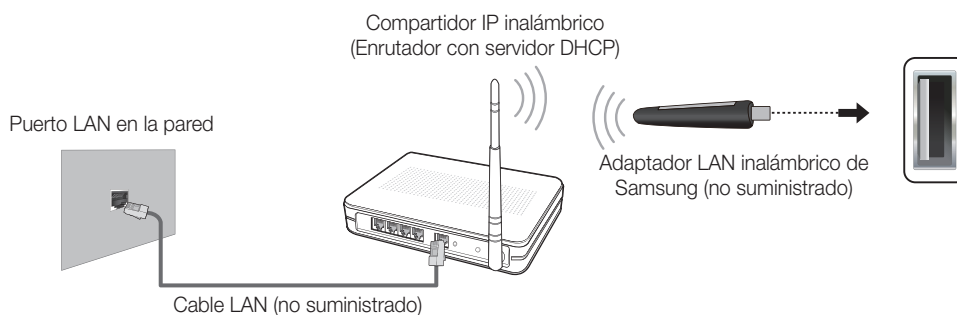 Compartidor IP inalámbrico
(Enrutador con servidor DHCP)
Puerto LAN en la pared
Adaptador LAN inalámbrico de
Samsung (no suministrado)
Cable LAN (no suministrado)